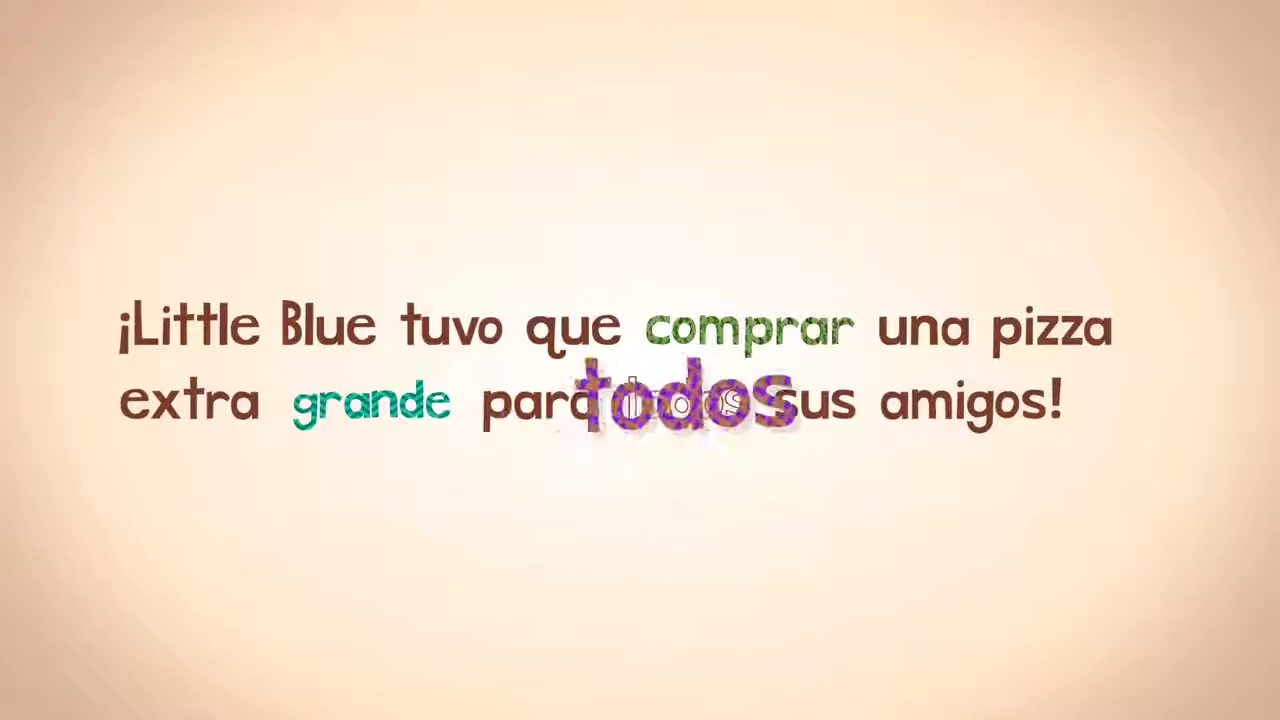 ¡Little Blue tuvo que comprar una pizza
extra grande para todos sus amigos!